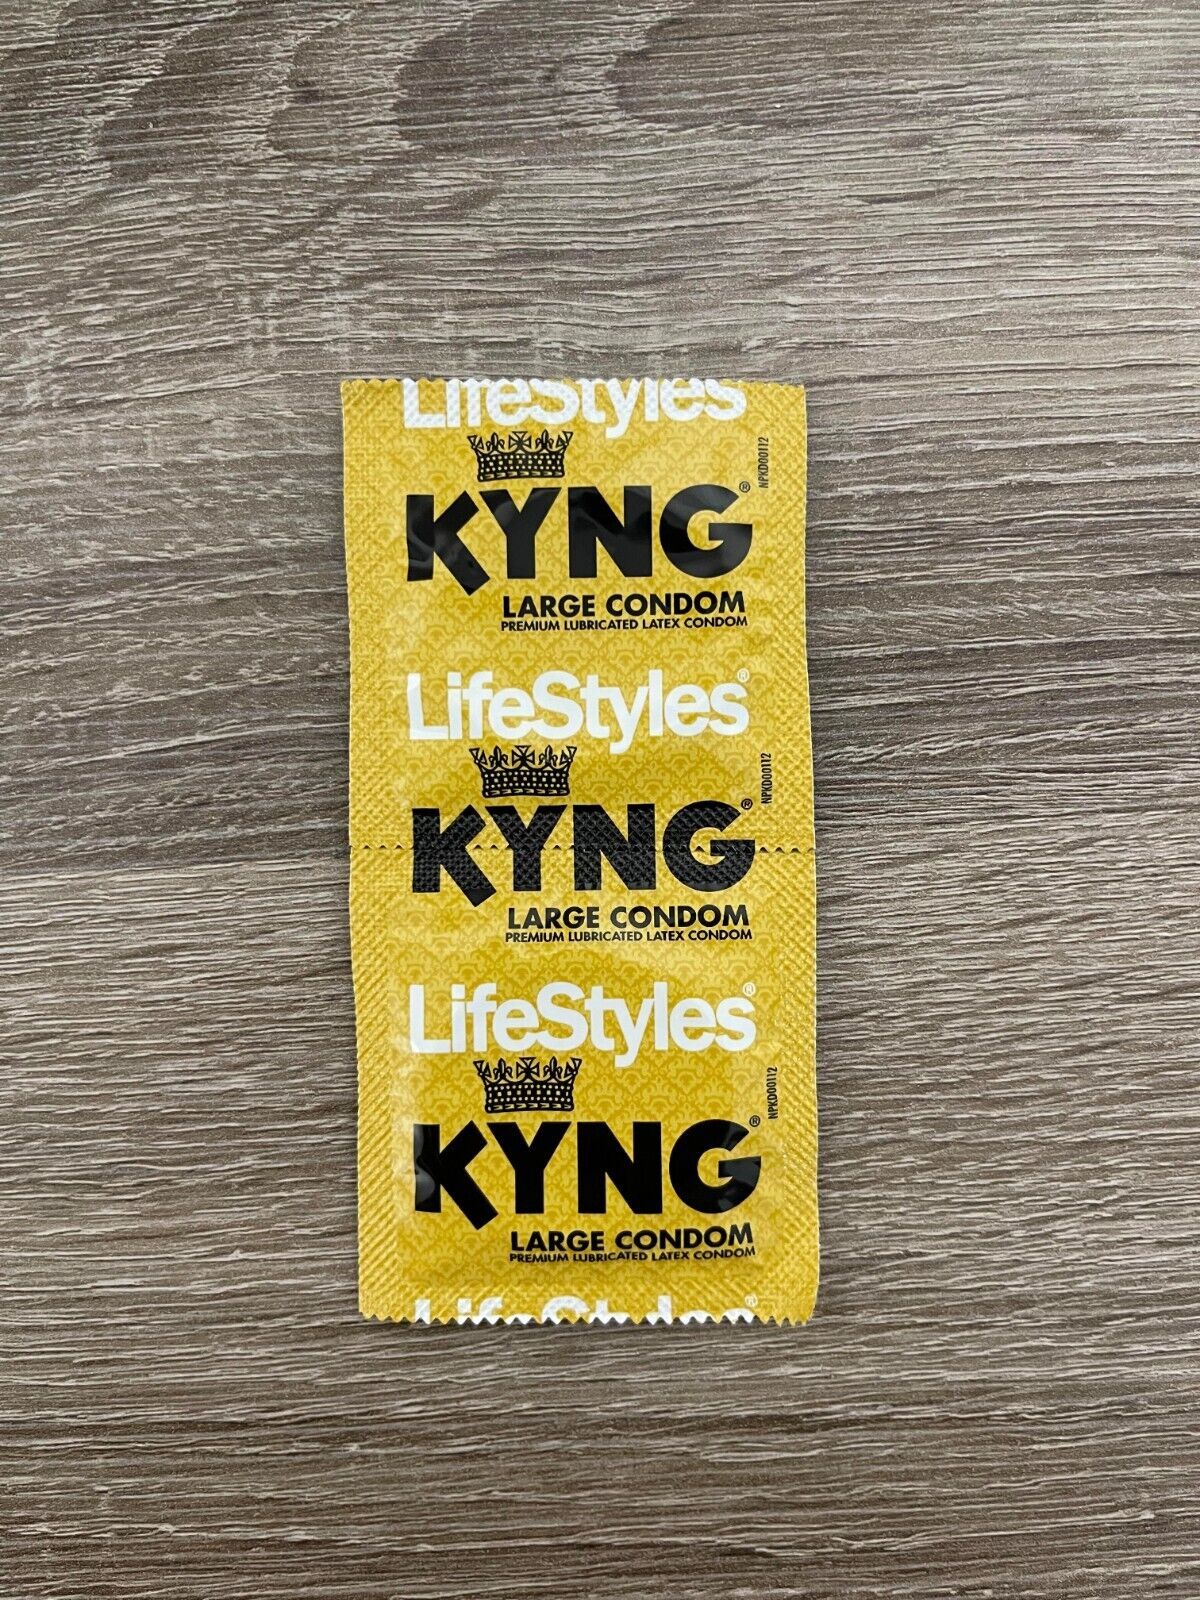 LifeStyles
KYNG®
NPKD00112
LARGE CONDOM
PREMIUM LUBRICATED LATEX CONDOM
LifeStyles®
KYNG®
NPKD00112
LARGE CONDOM
PREMIUM LUBRICATED LATEX CONDOM
LifeStyles®
KYNG®
NPKD00112
LARGE CONDOM
PREMIUM LUBRICATED LATEX CONDOM
LifeStyles®